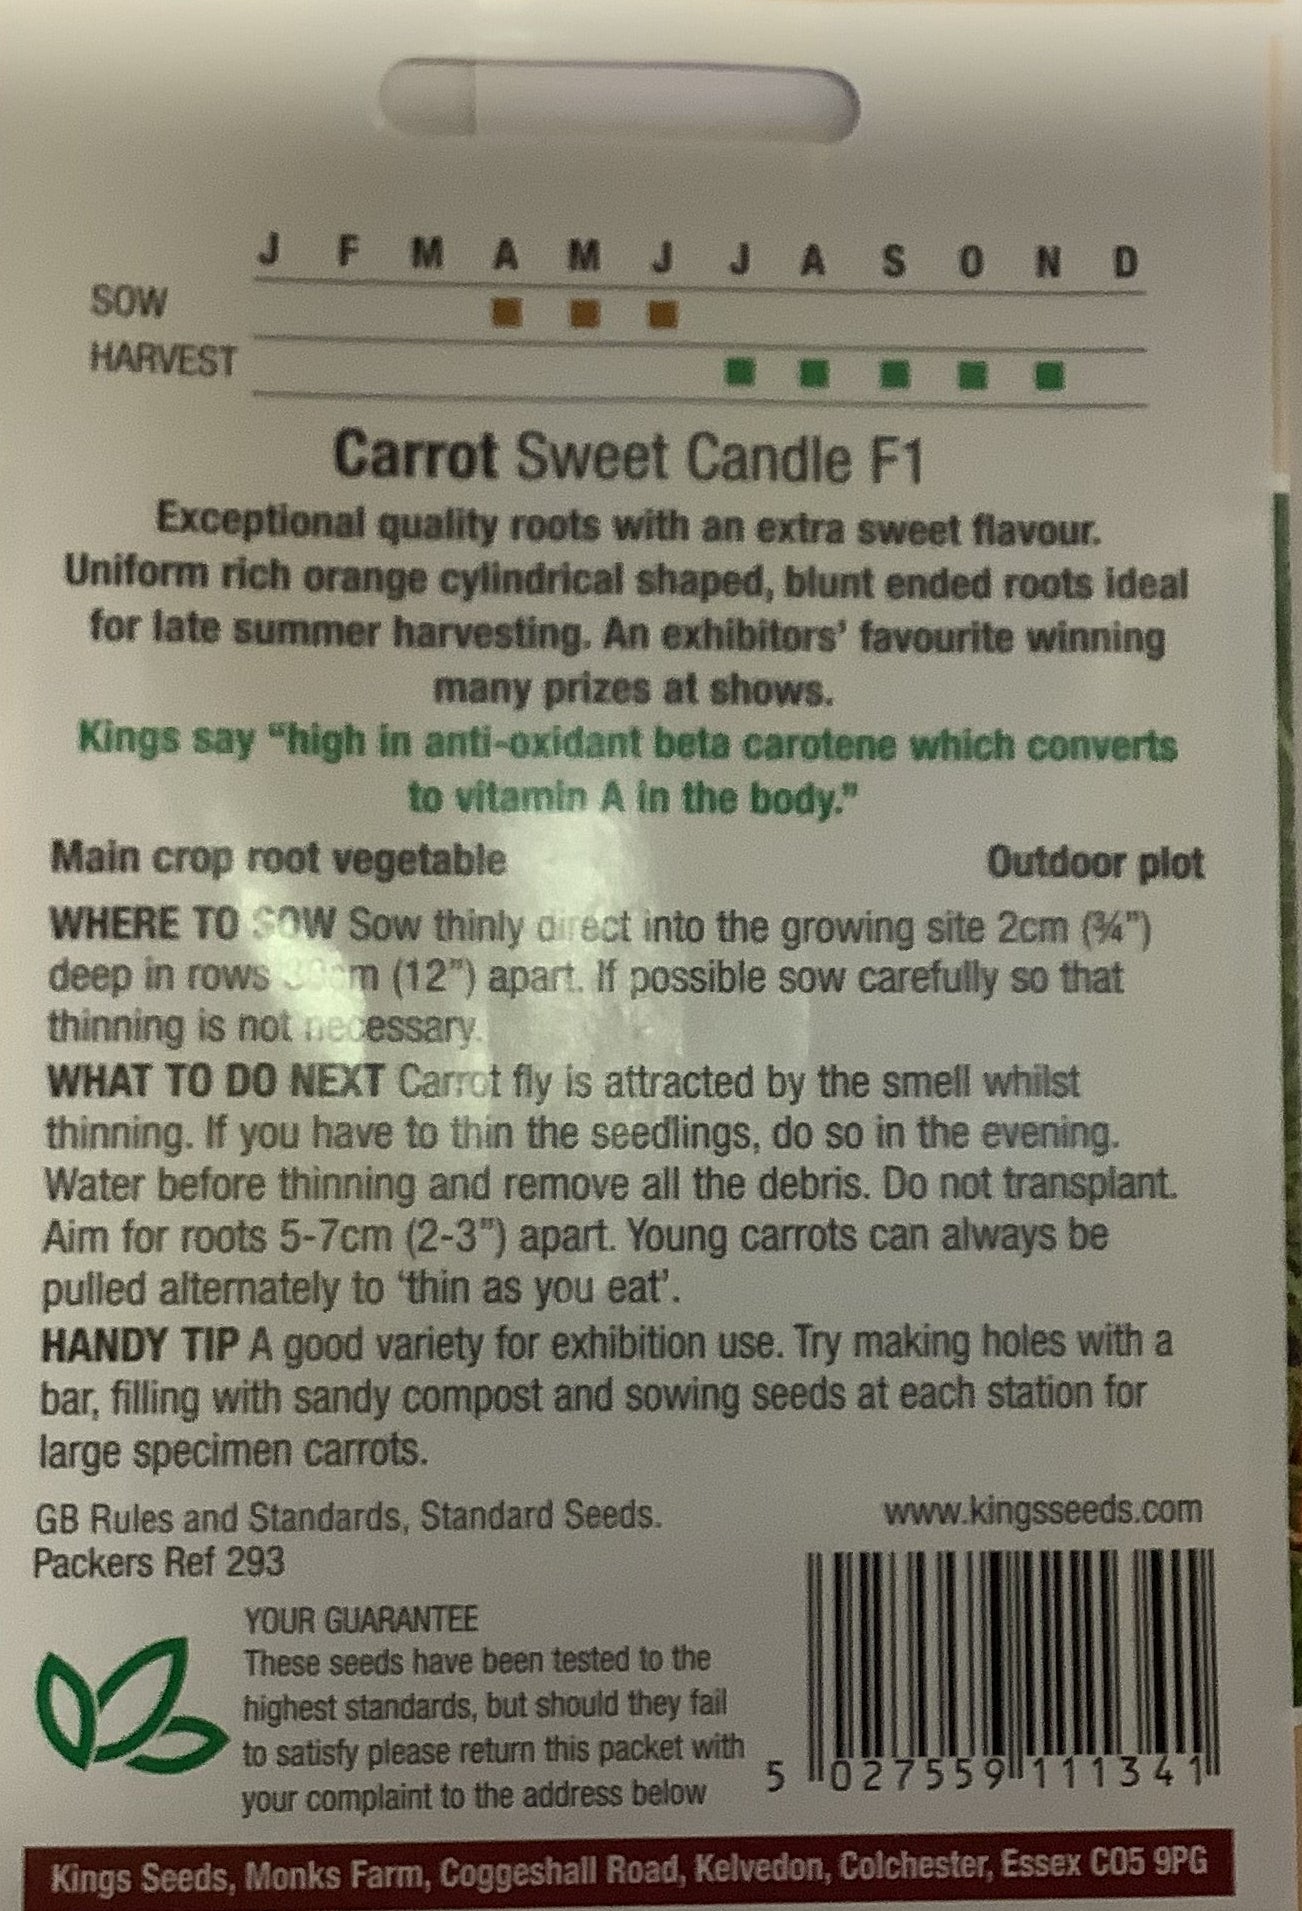 J F M A M J J A S O N D
SOW
HARVEST
Carrot Sweet Candle F1
Exceptional quality roots with an extra sweet flavour.
Uniform rich orange cylindrical shaped, blunt ended roots ideal
for late summer harvesting. An exhibitors' favourite winning
many prizes at shows.
Kings say "high in anti-oxidant beta carotene which converts
to vitamin A in the body."
Main crop root vegetable Outdoor plot
WHERE TO SOW Sow thinly direct into the growing site 2cm (¾")
deep in rows 30cm (12") apart. If possible sow carefully so that
thinning is not necessary.
WHAT TO DO NEXT Carrot fly is attracted by the smell whilst
thinning. If you have to thin the seedlings, do so in the evening.
Water before thinning and remove all the debris. Do not transplant.
Aim for roots 5-7cm (2-3") apart. Young carrots can always be
pulled alternately to 'thin as you eat'.
HANDY TIP A good variety for exhibition use. Try making holes with a
bar, filling with sandy compost and sowing seeds at each station for
large specimen carrots.
GB Rules and Standards, Standard Seeds. www.kingsseeds.com
Packers Ref 293
YOUR GUARANTEE
These seeds have been tested to the
highest standards, but should they fail
to satisfy please return this packet with
your complaint to the address below
5 027559 111341
Kings Seeds, Monks Farm, Coggeshall Road, Kelvedon, Colchester, Essex CO5 9PG